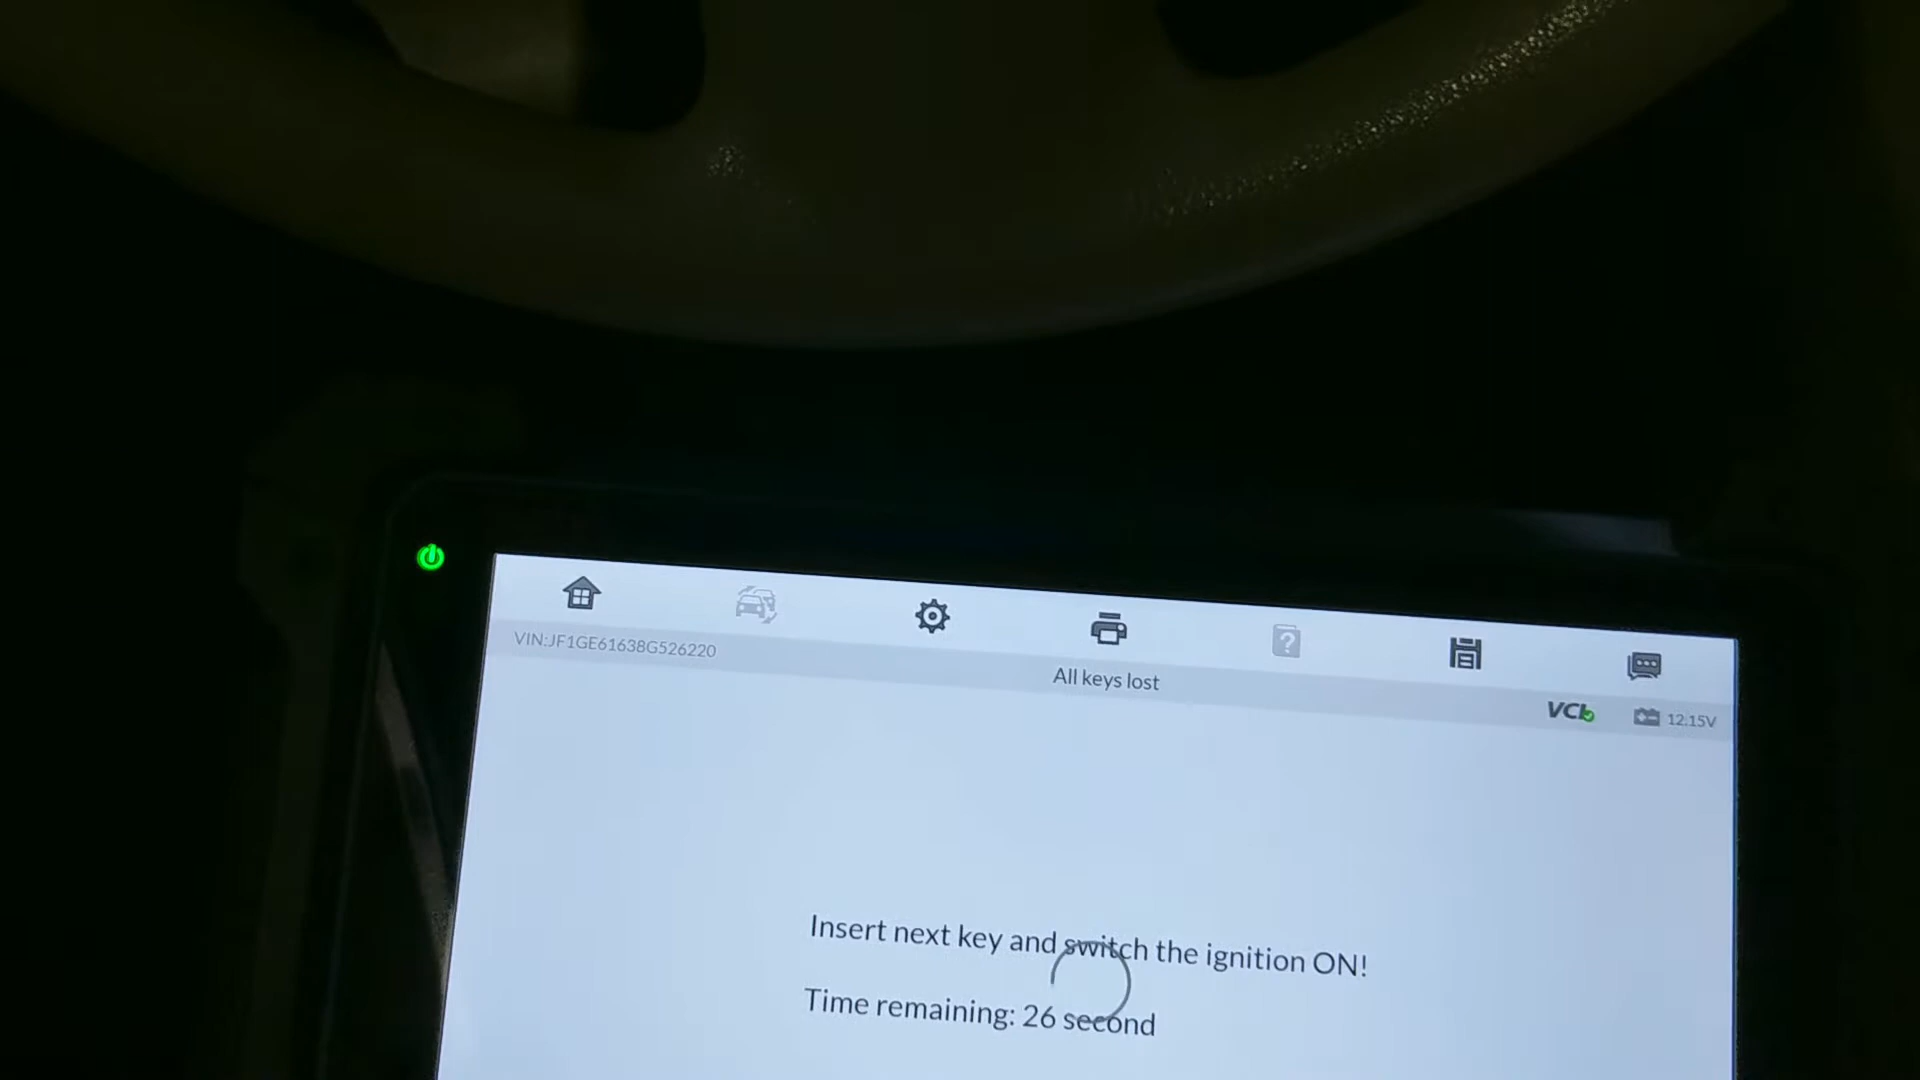 VIN:JF1GE61638G526220
All keys lost
VCI
12.15V
Insert next key and switch the ignition ON!
Time remaining: 26 second